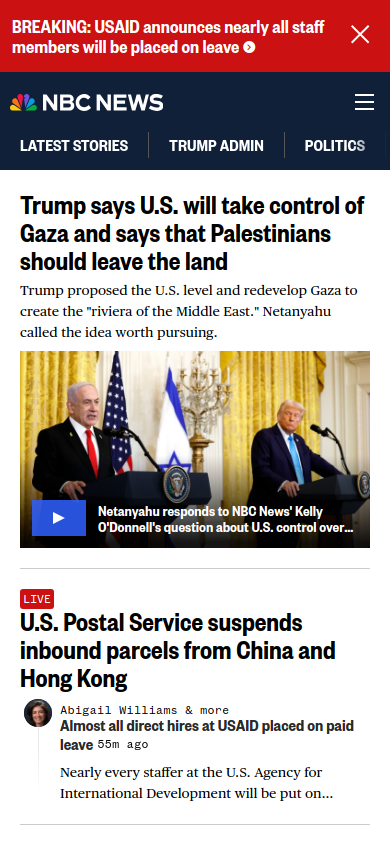 BREAKING: USAID announces nearly all staff
members will be placed on leave
NBC NEWS
LATEST STORIES
TRUMP ADMIN
POLITICS
Trump says U.S. will take control of
Gaza and says that Palestinians
should leave the land
Trump proposed the U.S. level and redevelop Gaza to
create the "riviera of the Middle East." Netanyahu
called the idea worth pursuing.
Netanyahu responds to NBC News' Kelly
O'Donnell's question about U.S. control over...
LIVE
U.S. Postal Service suspends
inbound parcels from China and
Hong Kong
Abigail Williams & more
Almost all direct hires at USAID placed on paid
leave 55m ago
Nearly every staffer at the U.S. Agency for
International Development will be put on...